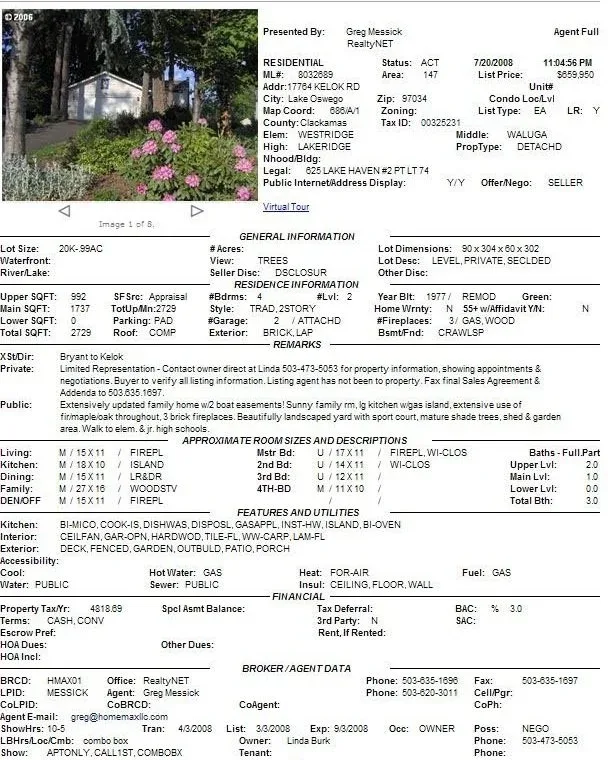 © 2006
Presented By: Greg Messick Agent Full
RealtyNET
RESIDENTIAL Status: ACT 7/20/2008 11:04:56 PM
ML#: 8032689 Area: 147 List Price: $659,950
Addr:17764 KELOK RD Unit#
City: Lake Oswego Zip: 97034 Condo Loc/Lvl
Map Coord: 686/A/1 Zoning: List Type: EA LR: Y
County: Clackamas Tax ID: 00325231
Elem: WESTRIDGE Middle: WALUGA
High: LAKERIDGE PropType: DETACHD
Nhood/Bldg:
Legal: 625 LAKE HAVEN #2 PT LT 74
Public Internet/Address Display: Y/Y Offer/Nego: SELLER
Virtual Tour
Image 1 of 8.
GENERAL INFORMATION
Lot Size: 20K-.99AC # Acres: Lot Dimensions: 90 x 304 x 60 x 302
Waterfront: View: TREES Lot Desc: LEVEL, PRIVATE, SECLDED
River/Lake: Seller Disc: DSCLOSUR Other Disc:
RESIDENCE INFORMATION
Upper SQFT: 992 SFSrc: Appraisal #Bdrms: 4 #Lvl: 2 Year Blt: 1977 / REMOD Green:
Main SQFT: 1737 TotUp/Mn:2729 Style: TRAD, 2STORY Home Wrnty: N 55+ w/Affidavit Y/N: N
Lower SQFT: 0 Parking: PAD #Garage: 2 / ATTACHD #Fireplaces: 3 / GAS, WOOD
Total SQFT: 2729 Roof: COMP Exterior: BRICK, LAP Bsmt/Fnd: CRAWLSP
REMARKS
XSt/Dir: Bryant to Kelok
Private: Limited Representation - Contact owner direct at Linda 503-473-5053 for property information, showing appointments &
negotiations. Buyer to verify all listing information. Listing agent has not been to property. Fax final Sales Agreement &
Addenda to 503.635.1697.
Public: Extensively updated family home w/2 boat easements! Sunny family rm, lg kitchen w/gas island, extensive use of
fir/maple/oak throughout, 3 brick fireplaces. Beautifully landscaped yard with sport court, mature shade trees, shed & garden
area. Walk to elem. & jr. high schools.
APPROXIMATE ROOM SIZES AND DESCRIPTIONS
Living: M / 15 X 11 / FIREPL Mstr Bd: U / 17 X 11 / FIREPL, WI-CLOS Baths - Full.Part
Kitchen: M / 18 X 10 / ISLAND 2nd Bd: U / 14 X 11 / WI-CLOS Upper Lvl: 2.0
Dining: M / 15 X 11 / LR&DR 3rd Bd: U / 12 X 11 / Main Lvl: 1.0
Family: M / 27 X 16 / WOODSTV 4TH-BD M / 11 X 10 / Lower Lvl: 0.0
DEN/OFF M / 15 X 11 / FIREPL / / Total Bth: 3.0
FEATURES AND UTILITIES
Kitchen: BI-MICO, COOK-IS, DISHWAS, DISPOSL, GASAPPL, INST-HW, ISLAND, BI-OVEN
Interior: CEILFAN, GAR-OPN, HARDWOD, TILE-FL, WW-CARP, LAM-FL
Exterior: DECK, FENCED, GARDEN, OUTBULD, PATIO, PORCH
Accessibility:
Cool: Hot Water: GAS Heat: FOR-AIR Fuel: GAS
Water: PUBLIC Sewer: PUBLIC Insul: CEILING, FLOOR, WALL
FINANCIAL
Property Tax/Yr: 4818.69 Spcl Asmt Balance: Tax Deferral: BAC: % 3.0
Terms: CASH, CONV 3rd Party: N SAC:
Escrow Pref: Rent, If Rented:
HOA Dues: Other Dues:
HOA Incl:
BROKER / AGENT DATA
BRCD: HMAX01 Office: RealtyNET Phone: 503-635-1696 Fax: 503-635-1697
LPID: MESSICK Agent: Greg Messick Phone: 503-620-3011 Cell/Pgr:
CoLPID: CoBRCD: CoAgent: CoPh:
Agent E-mail: greg@homemaxllc.com
ShowHrs: 10-5 Tran: 4/3/2008 List: 3/3/2008 Exp: 9/3/2008 Occ: OWNER Poss: NEGO
LBHrs/Loc/Cmb: combo box Owner: Linda Burk Phone: 503-473-5053
Show: APTONLY, CALL1ST, COMBOBX Tenant: Phone: